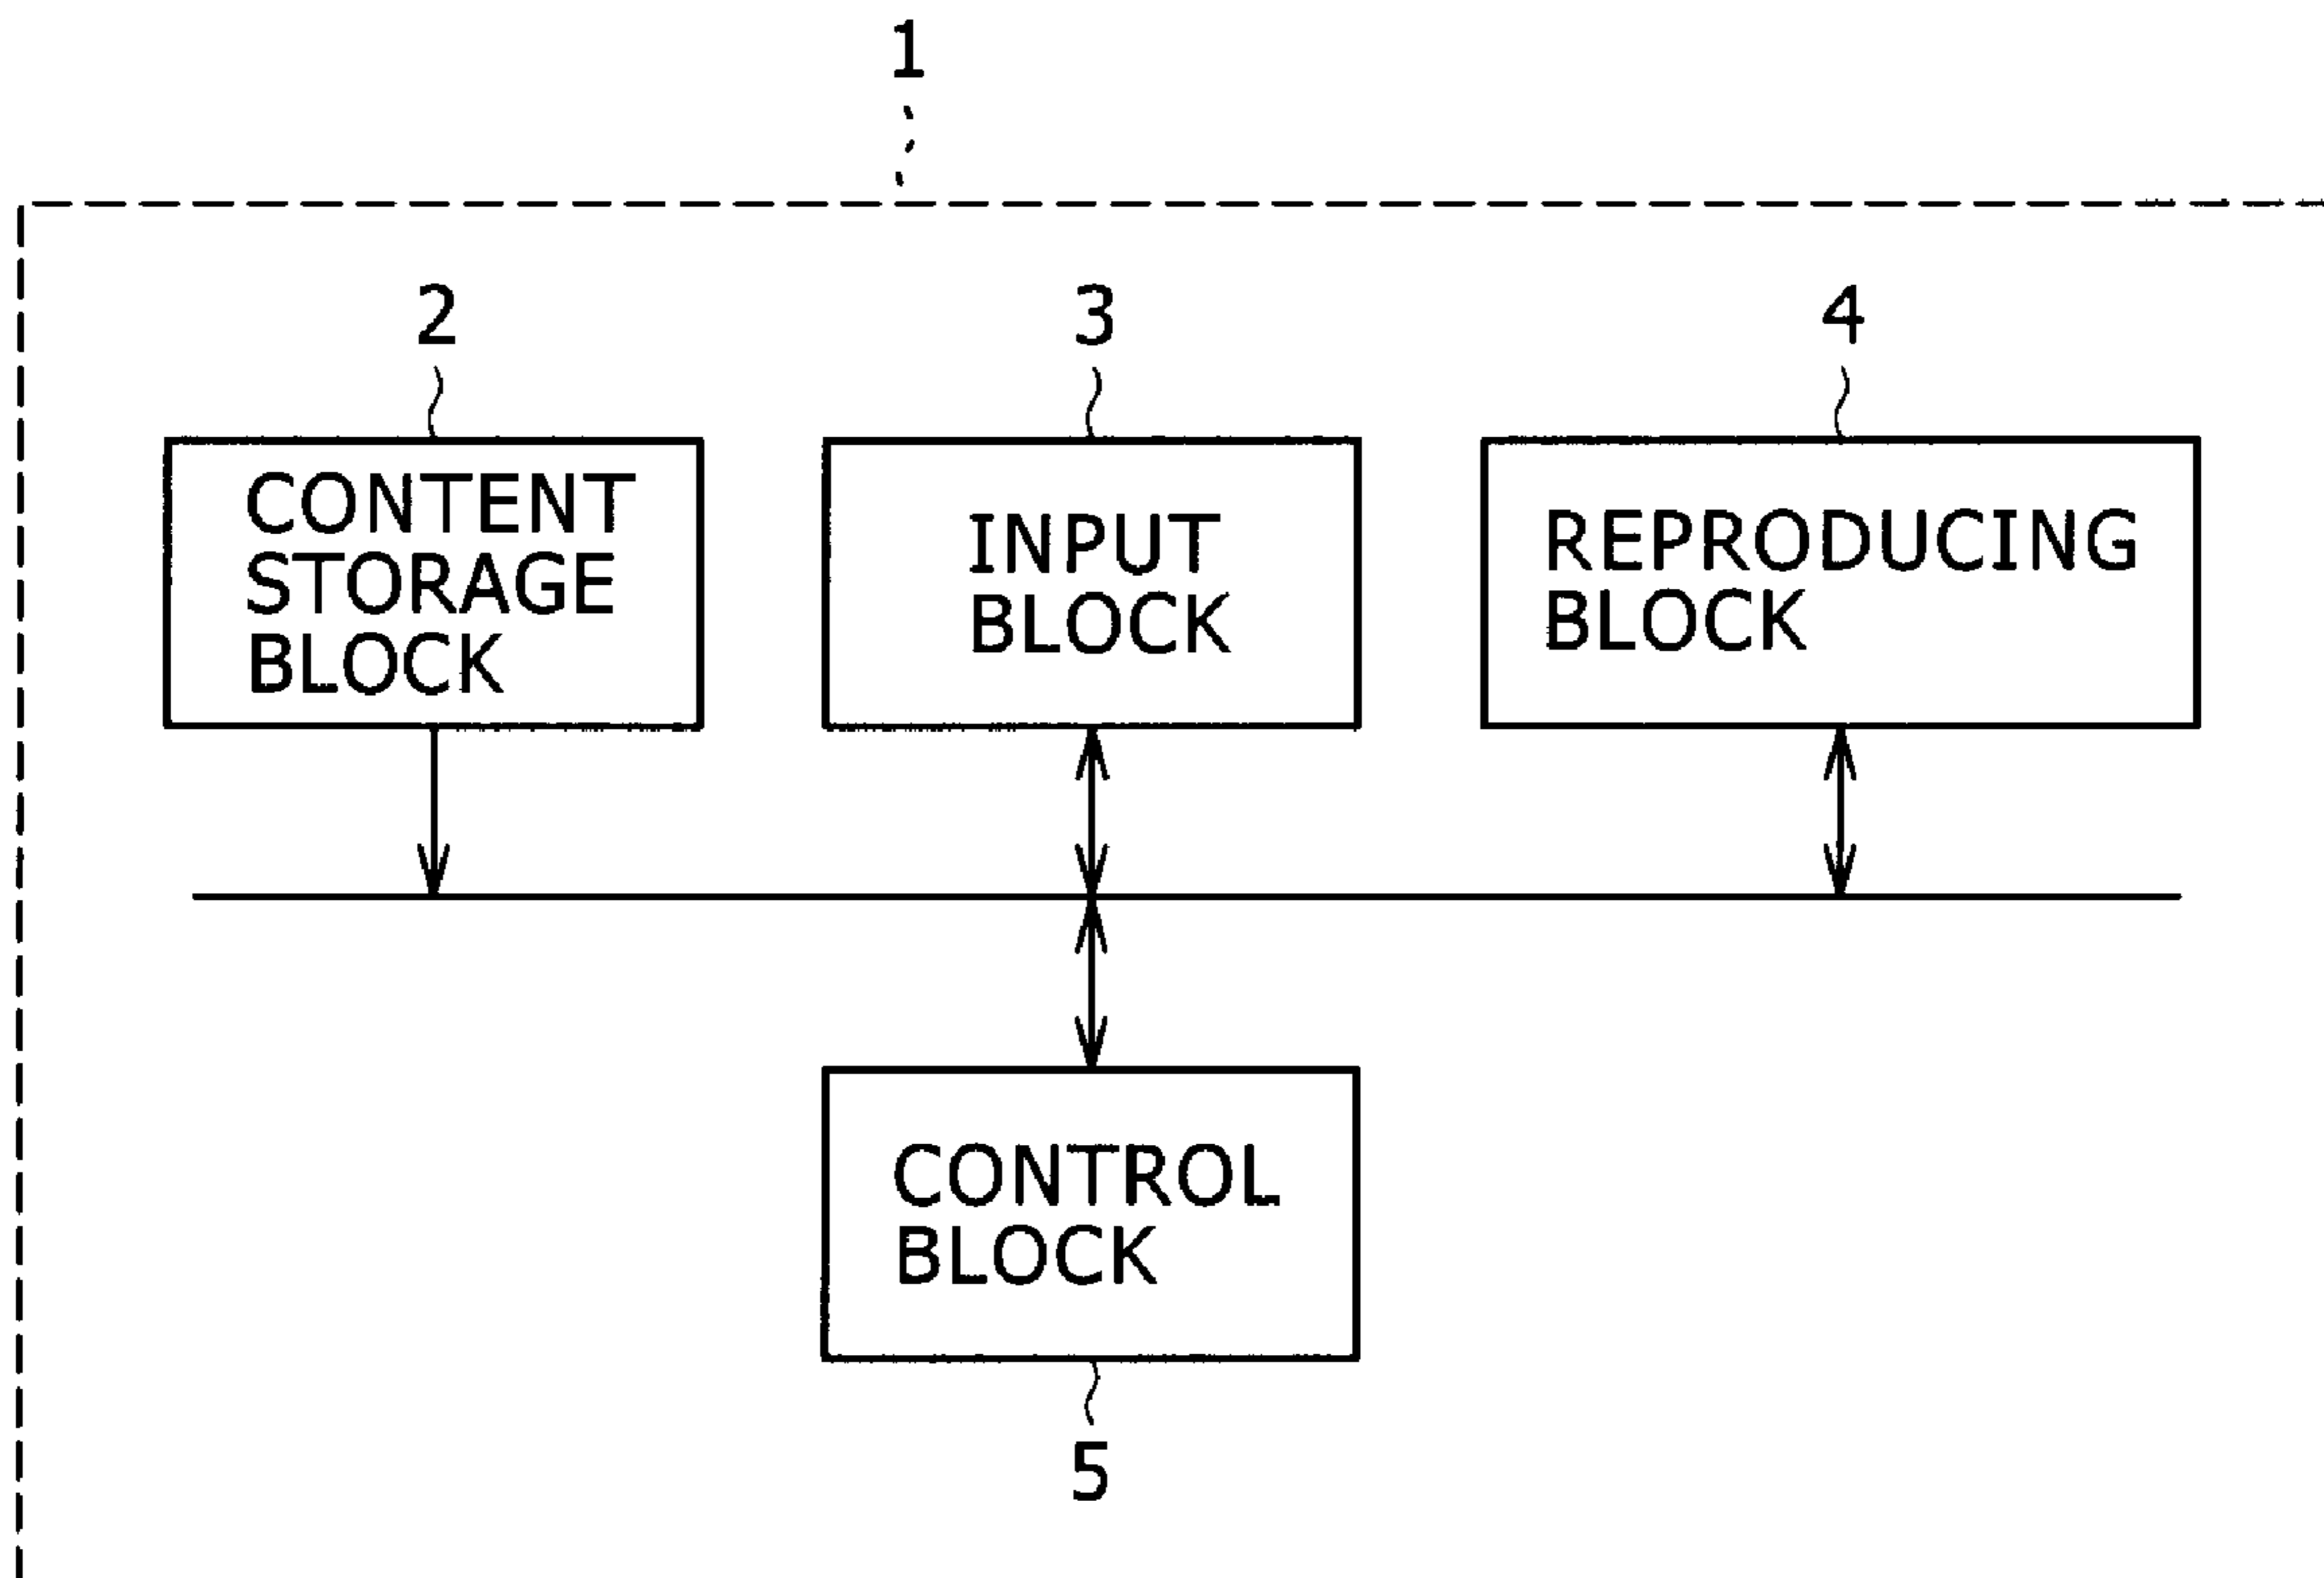 1
2
3
4
CONTENT
STORAGE
BLOCK
INPUT
BLOCK
REPRODUCING
BLOCK
CONTROL
BLOCK
5